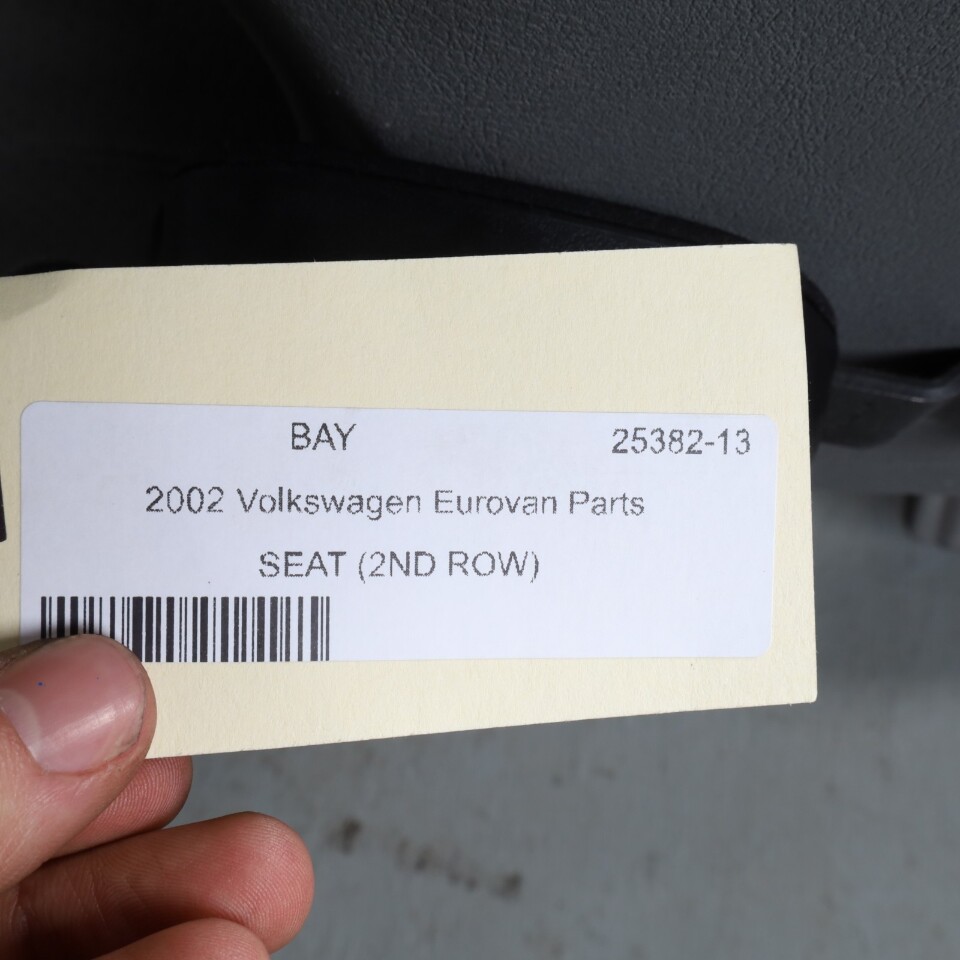 BAY 25382-13
2002 Volkswagen Eurovan Parts
SEAT (2ND ROW)